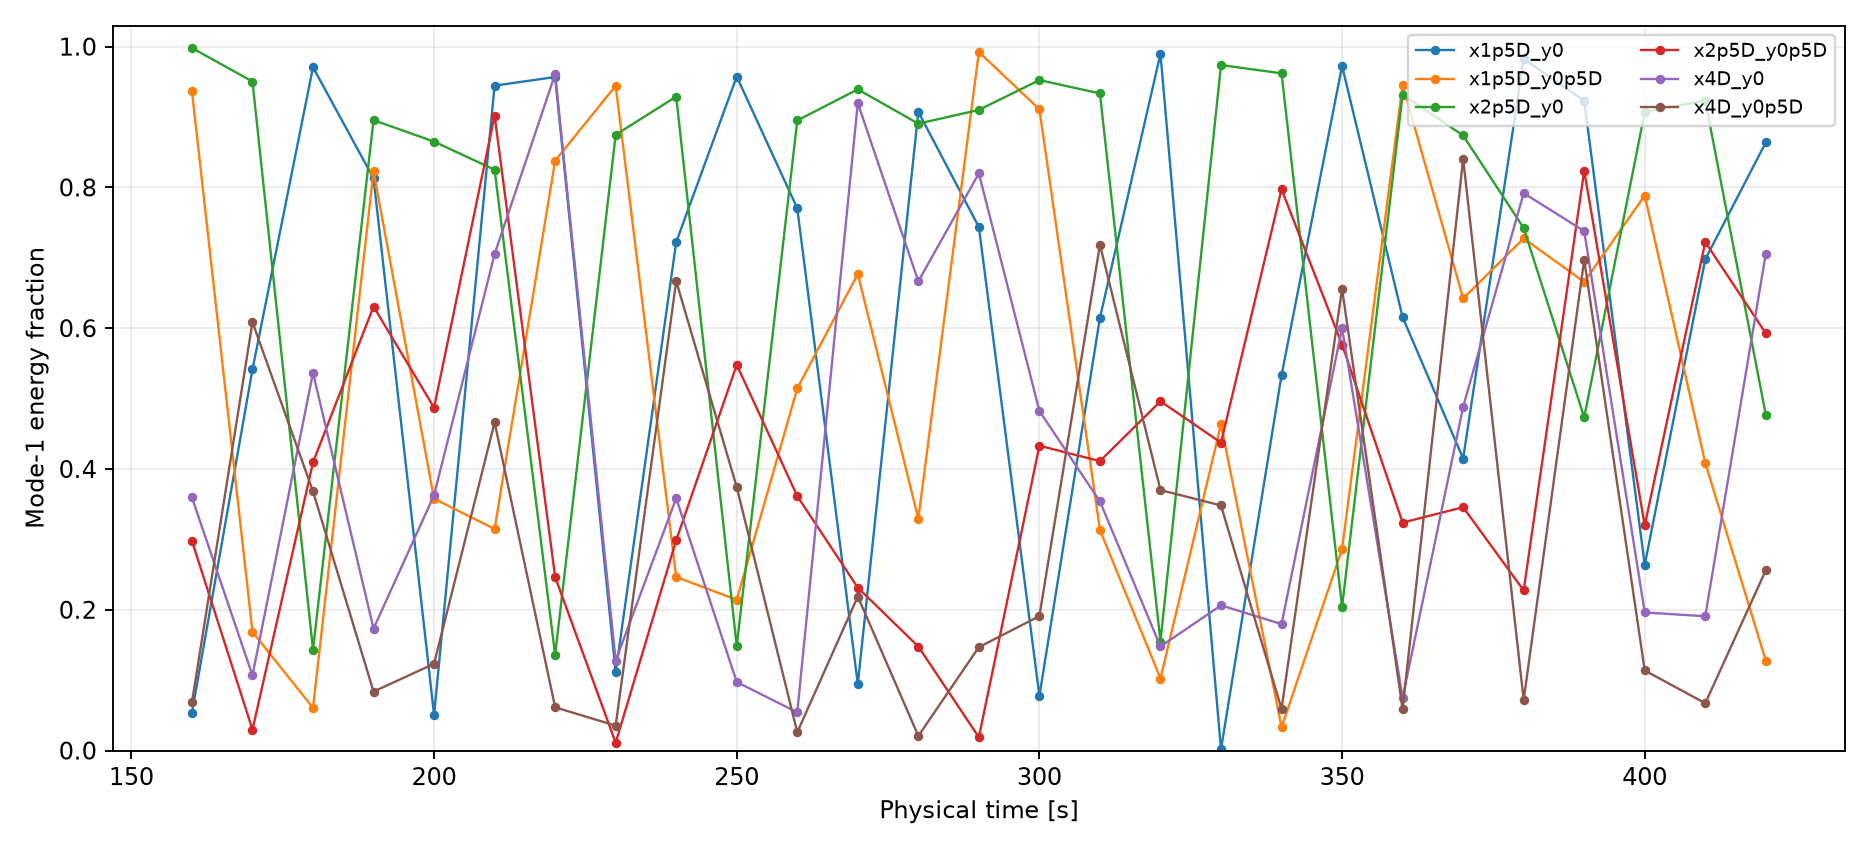 1.0
0.8
0.6
0.4
0.2
0.0
Mode-1 energy fraction
150 200 250 300 350 400
Physical time [s]
x1p5D_y0 x2p5D_y0p5D
x1p5D_y0p5D x4D_y0
x2p5D_y0 x4D_y0p5D